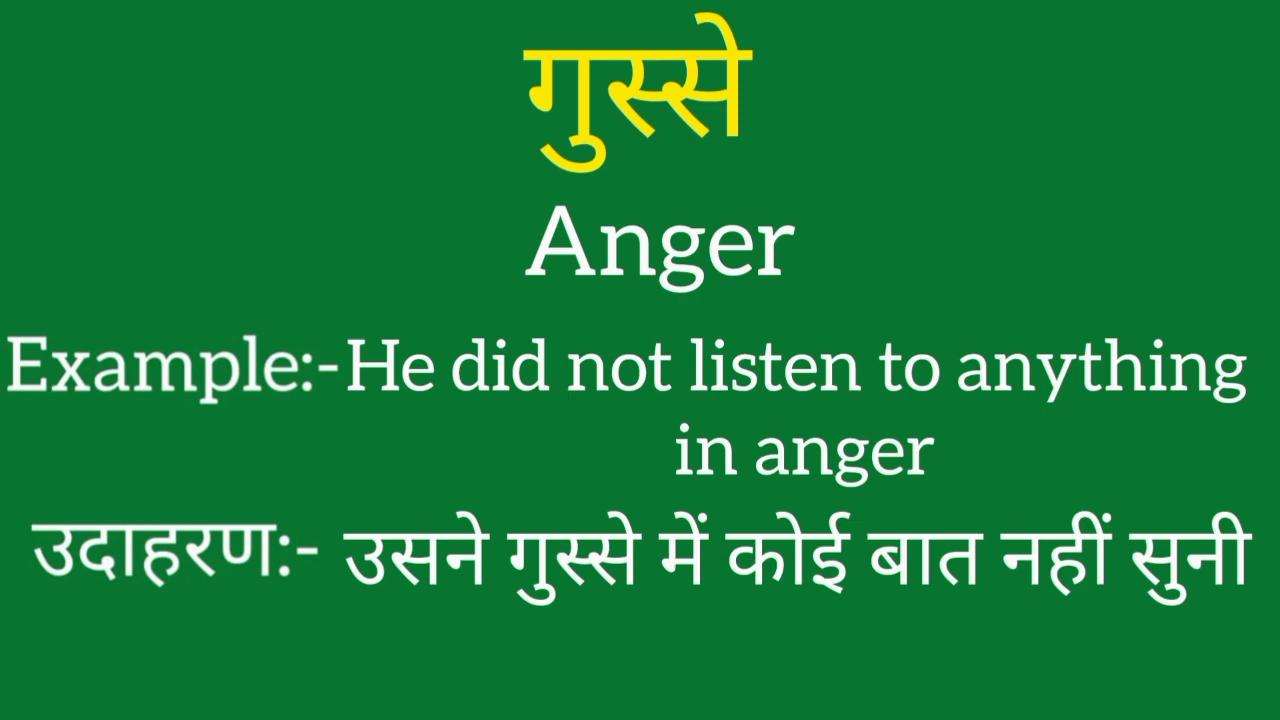 गुस्से
Anger
Example:-He did not listen to anything
in anger
उदाहरण:- उसने गुस्से में कोई बात नहीं सुनी